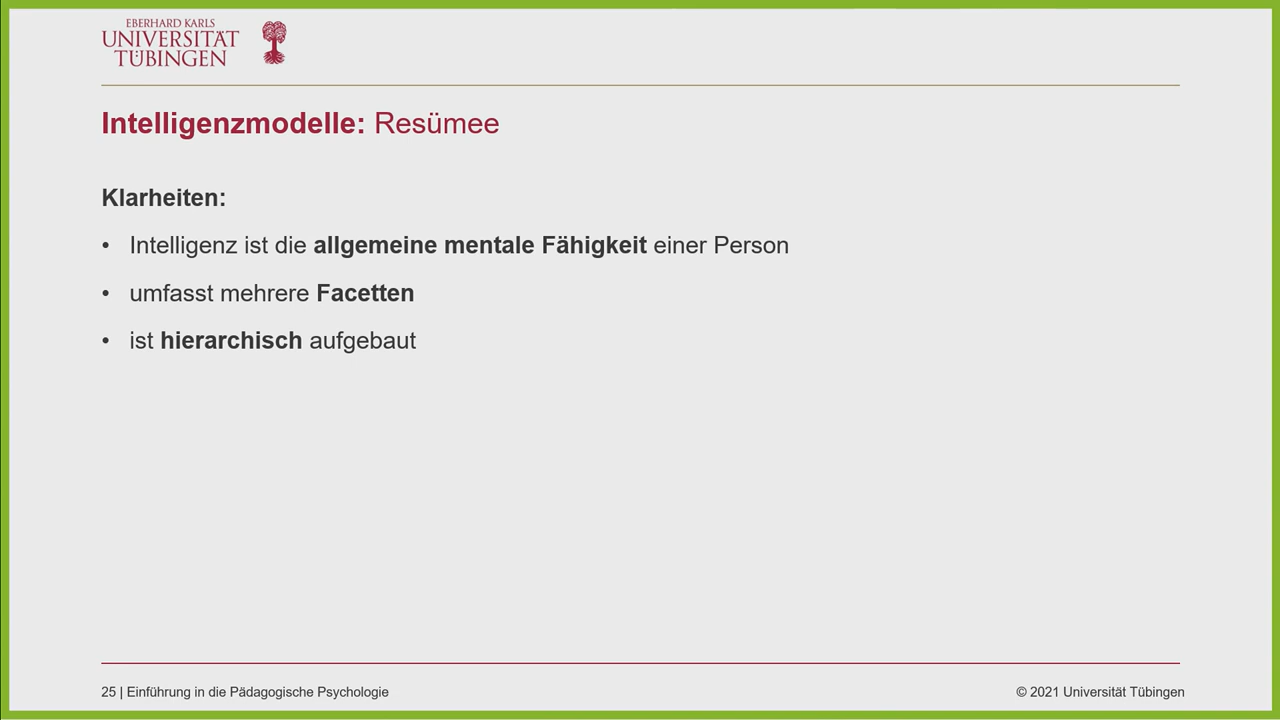 EBERHARD KARLS
UNIVERSITÄT
TÜBINGEN
Intelligenzmodelle: Resümee
Klarheiten:
• Intelligenz ist die allgemeine mentale Fähigkeit einer Person
• umfasst mehrere Facetten
• ist hierarchisch aufgebaut
25 | Einführung in die Pädagogische Psychologie
© 2021 Universität Tübingen